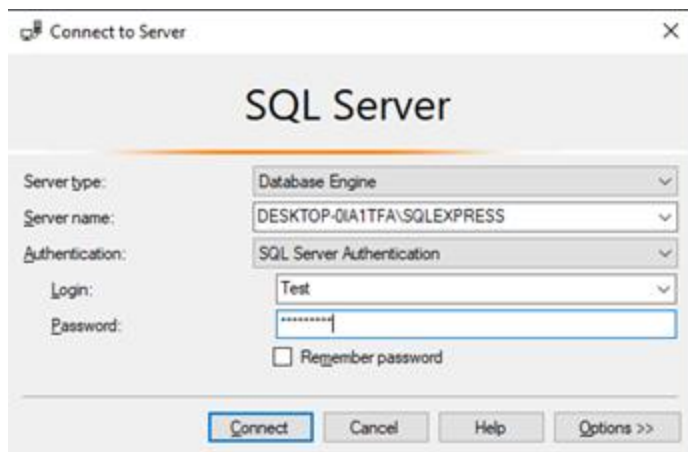 Connect to Server
SQL Server
Server type: Database Engine
Server name: DESKTOP-0IA1TFA\SQLEXPRESS
Authentication: SQL Server Authentication
Login: Test
Password: *********
Remember password
Connect Cancel Help Options >>